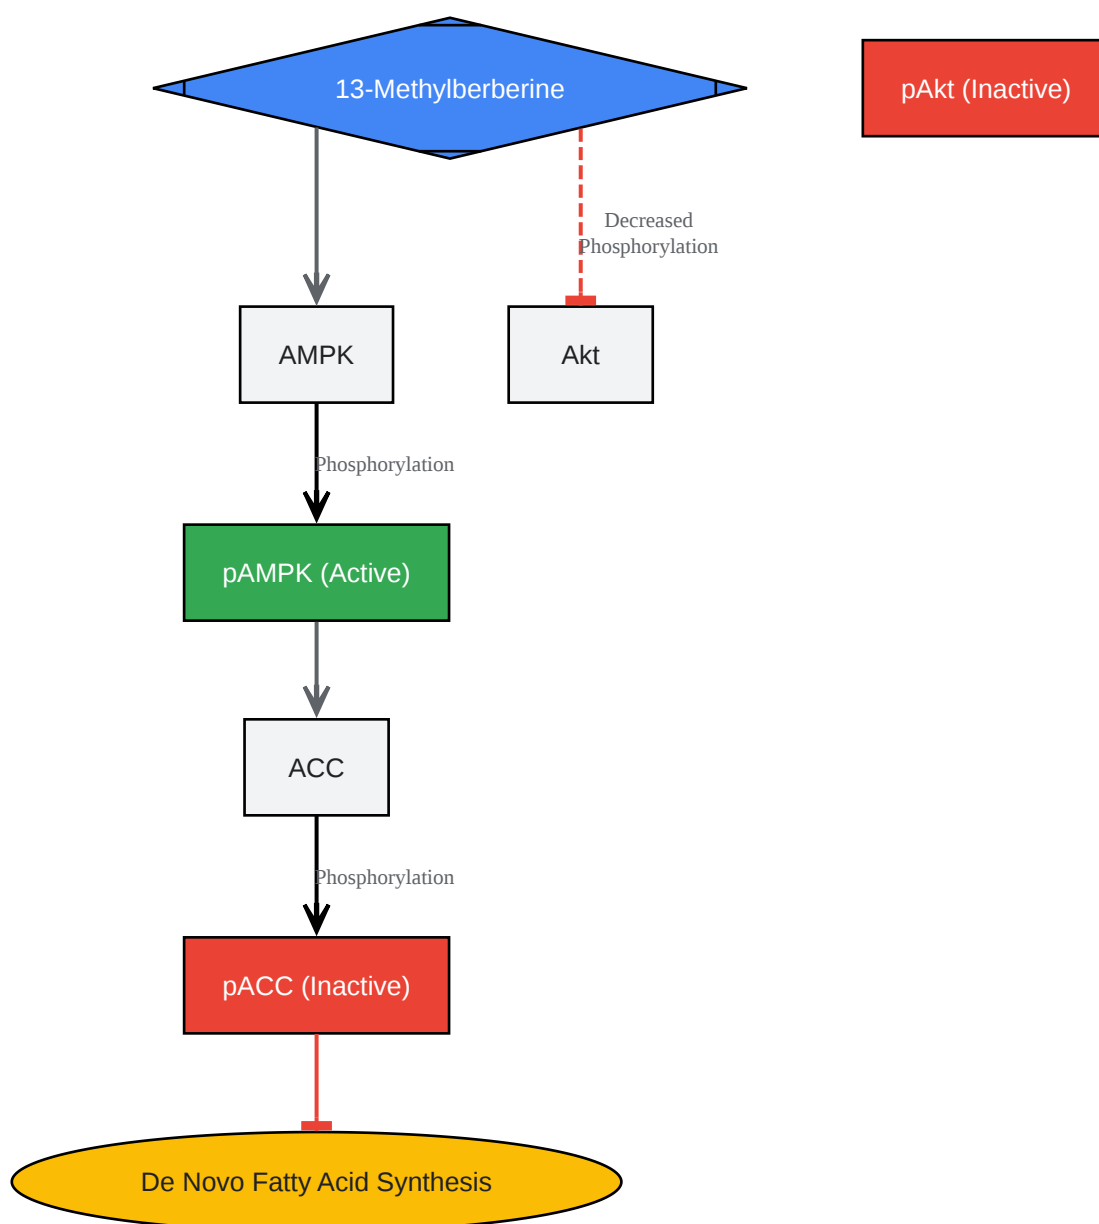 13-Methylberberine
pAkt (Inactive)
Decreased
Phosphorylation
AMPK
Akt
Phosphorylation
pAMPK (Active)
ACC
Phosphorylation
pACC (Inactive)
De Novo Fatty Acid Synthesis